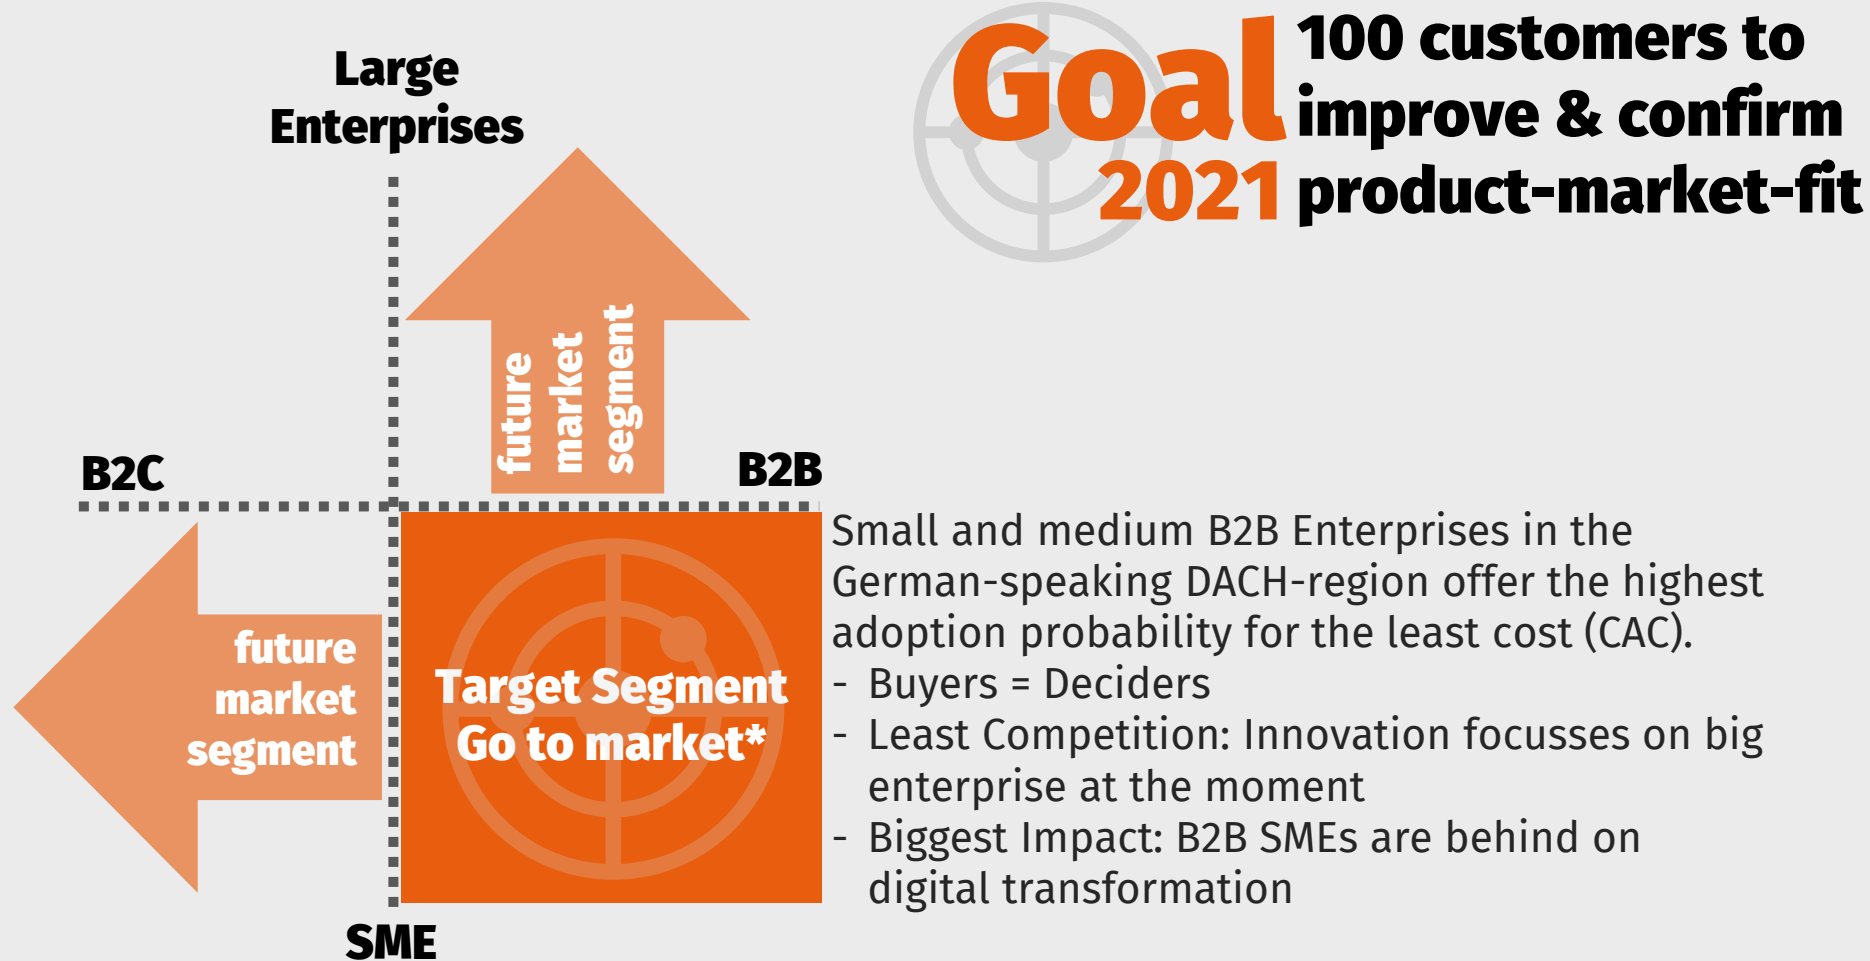 Goal
2021
100 customers to
improve & confirm
product-market-fit
Large
Enterprises
future
market
segment
B2C
B2B
future
market
segment
Target Segment
Go to market*
SME
Small and medium B2B Enterprises in the
German-speaking DACH-region offer the highest
adoption probability for the least cost (CAC).
- Buyers = Deciders
- Least Competition: Innovation focusses on big
enterprise at the moment
- Biggest Impact: B2B SMEs are behind on
digital transformation